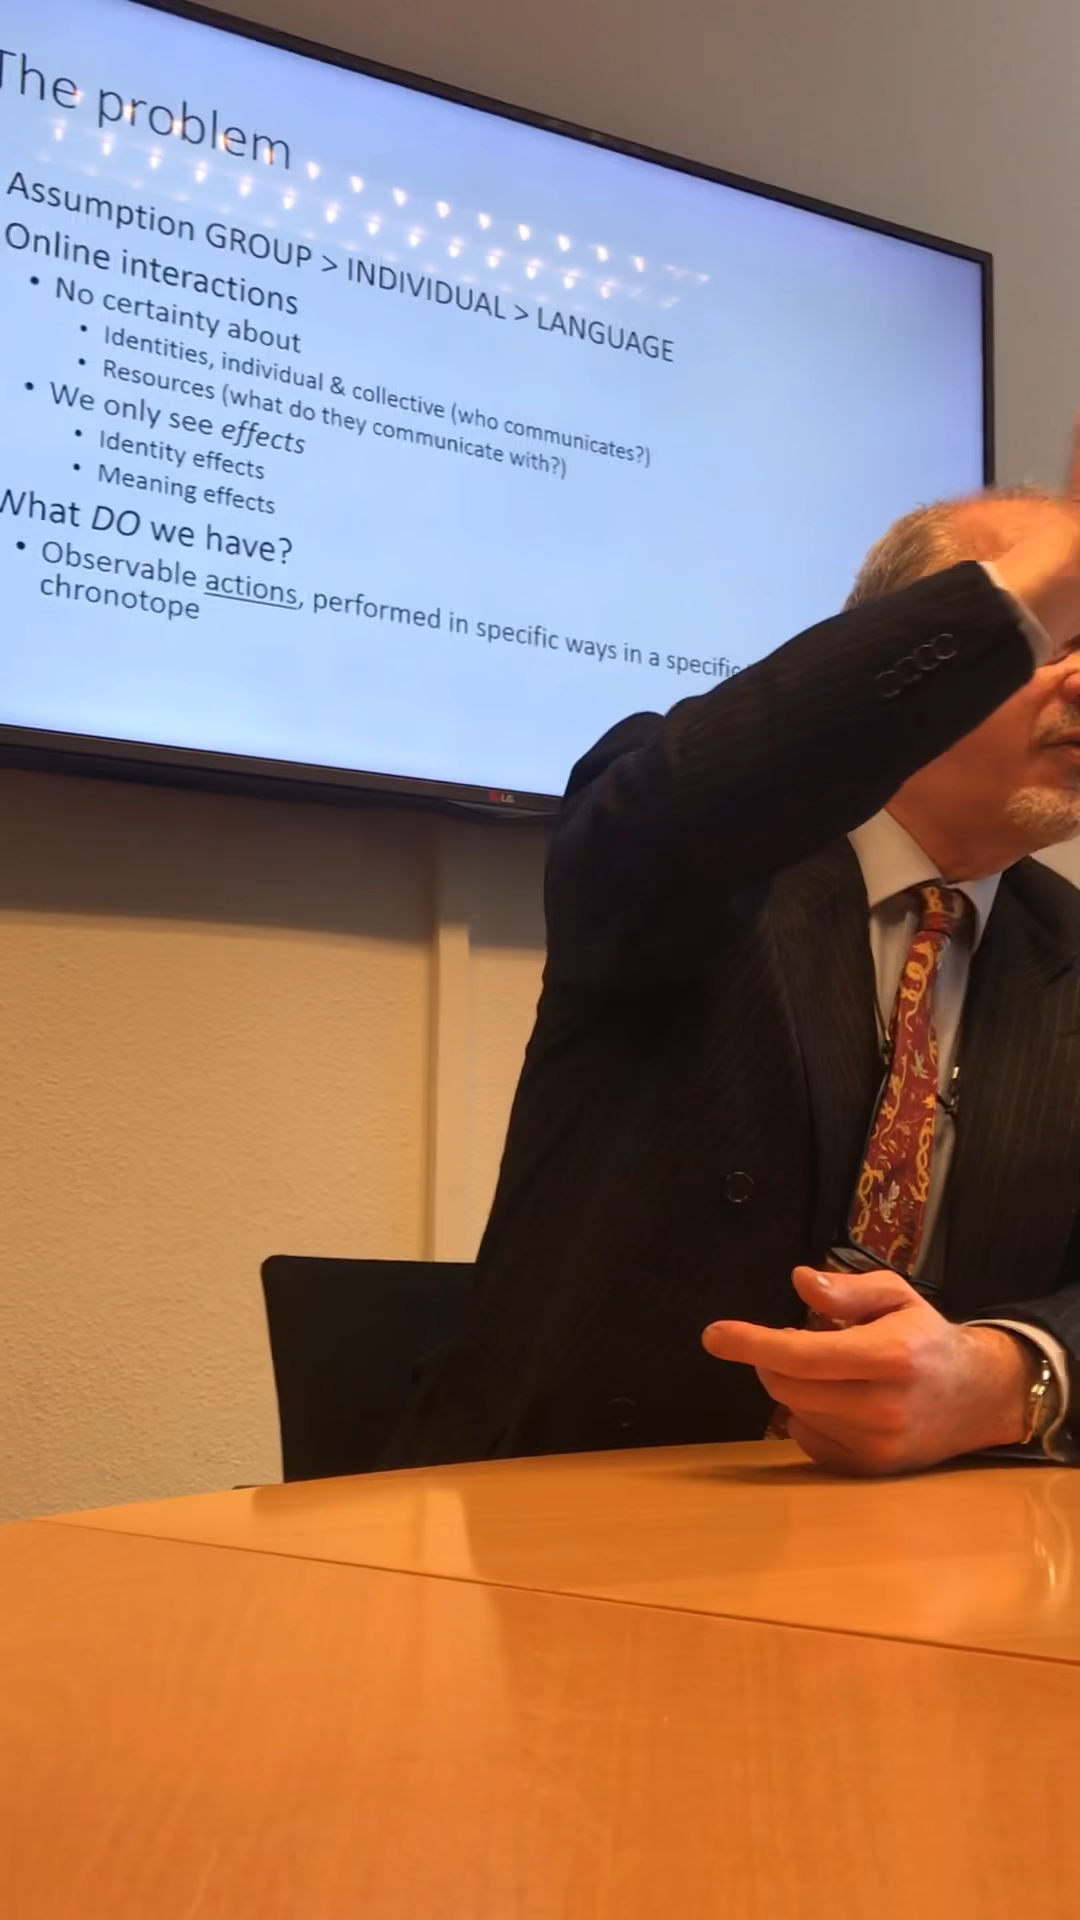 The problem
Assumption GROUP > INDIVIDUAL > LANGUAGE
Online interactions
• No certainty about
• Identities, individual & collective (who communicates?)
• Resources (what do they communicate with?)
• We only see effects
• Identity effects
• Meaning effects
What DO we have?
• Observable actions, performed in specific ways in a specific
chronotope
LG